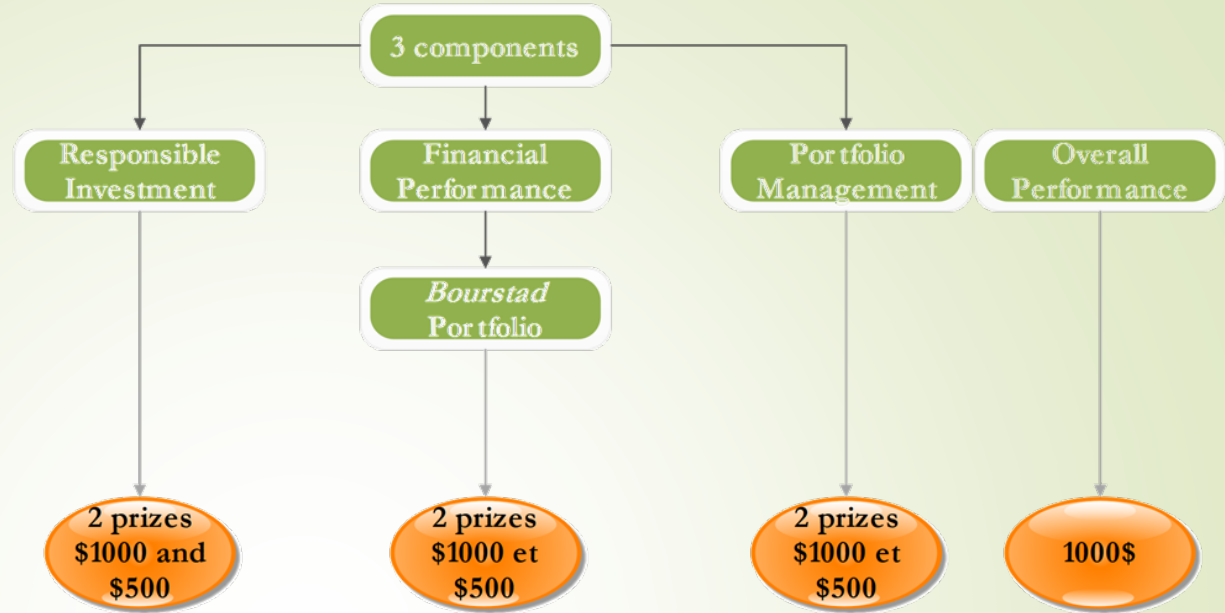 3 components
Responsible
Investment
Financial
Performance
Portfolio
Management
Overall
Performance
Bourstad
Portfolio
2 prizes
$1000 and
$500
2 prizes
$1000 et
$500
2 prizes
$1000 et
$500
1000$